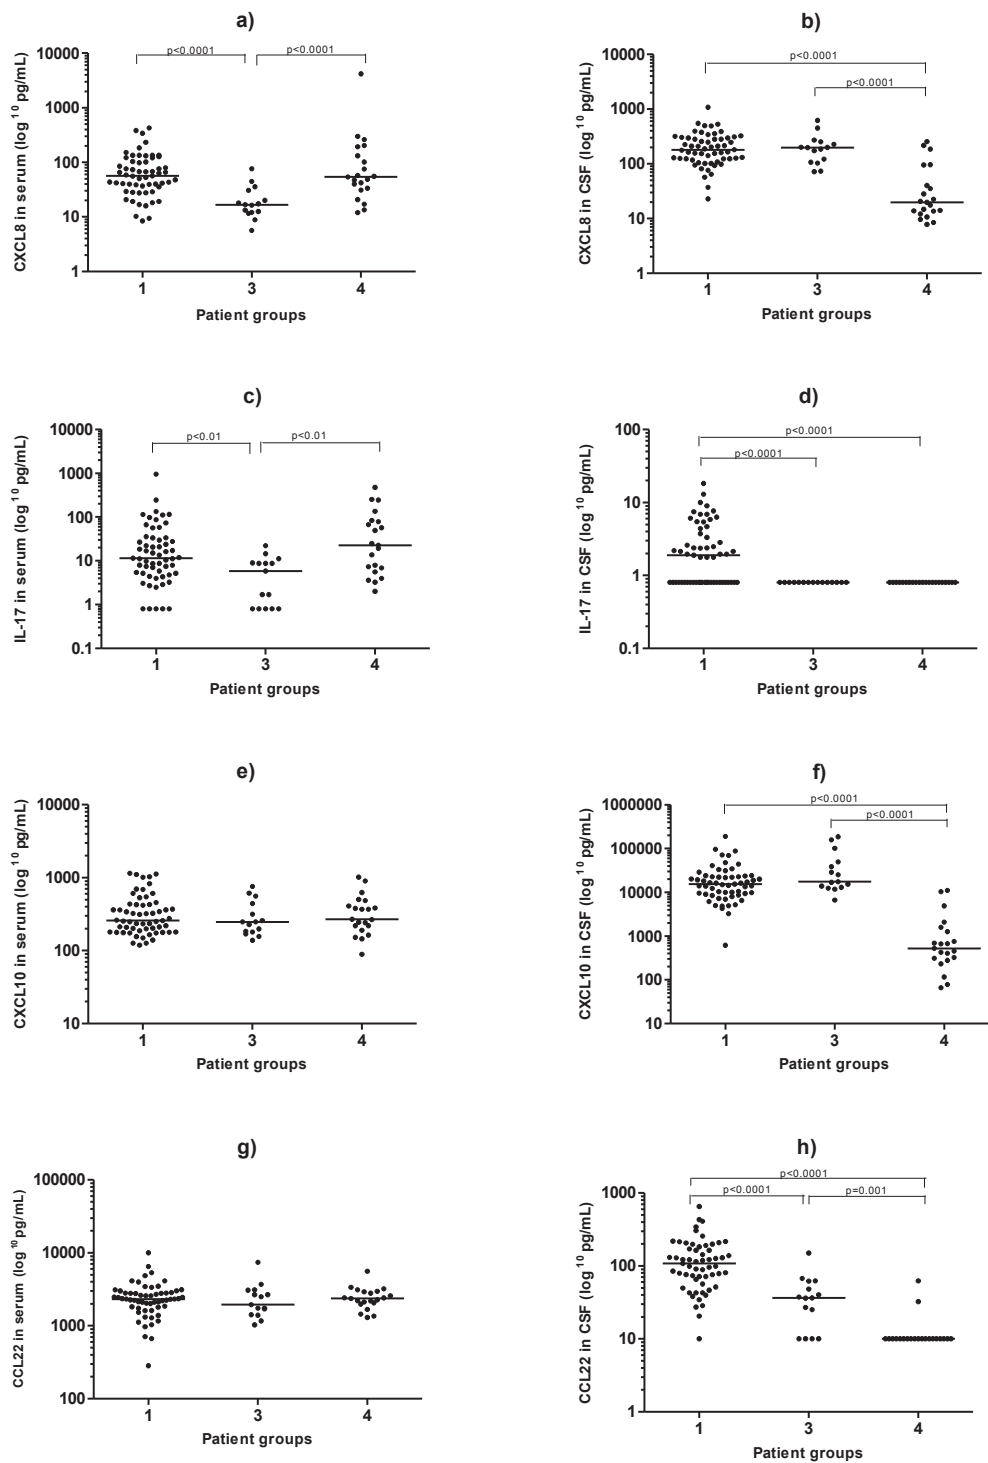 a)
p<0.0001 p<0.0001
10000
1000
100
10
1
CXCL8 in serum (log 10 pg/mL)
1 3 4
Patient groups
b)
p<0.0001
p<0.0001
10000
1000
100
10
1
CXCL8 in CSF (log 10 pg/mL)
1 3 4
Patient groups
c)
p<0.01 p<0.01
10000
1000
100
10
1
0.1
IL-17 in serum (log 10 pg/mL)
1 3 4
Patient groups
d)
p<0.0001
p<0.0001
100
10
1
0.1
IL-17 in CSF (log 10 pg/mL)
1 3 4
Patient groups
e)
10000
1000
100
10
CXCL10 in serum (log 10 pg/mL)
1 3 4
Patient groups
f)
p<0.0001
p<0.0001
1000000
100000
10000
1000
100
10
CXCL10 in CSF (log 10 pg/mL)
1 3 4
Patient groups
g)
100000
10000
1000
100
CCL22 in serum (log 10 pg/mL)
1 3 4
Patient groups
h)
p<0.0001
p<0.0001 p=0.001
1000
100
10
1
CCL22 in CSF (log 10 pg/mL)
1 3 4
Patient groups